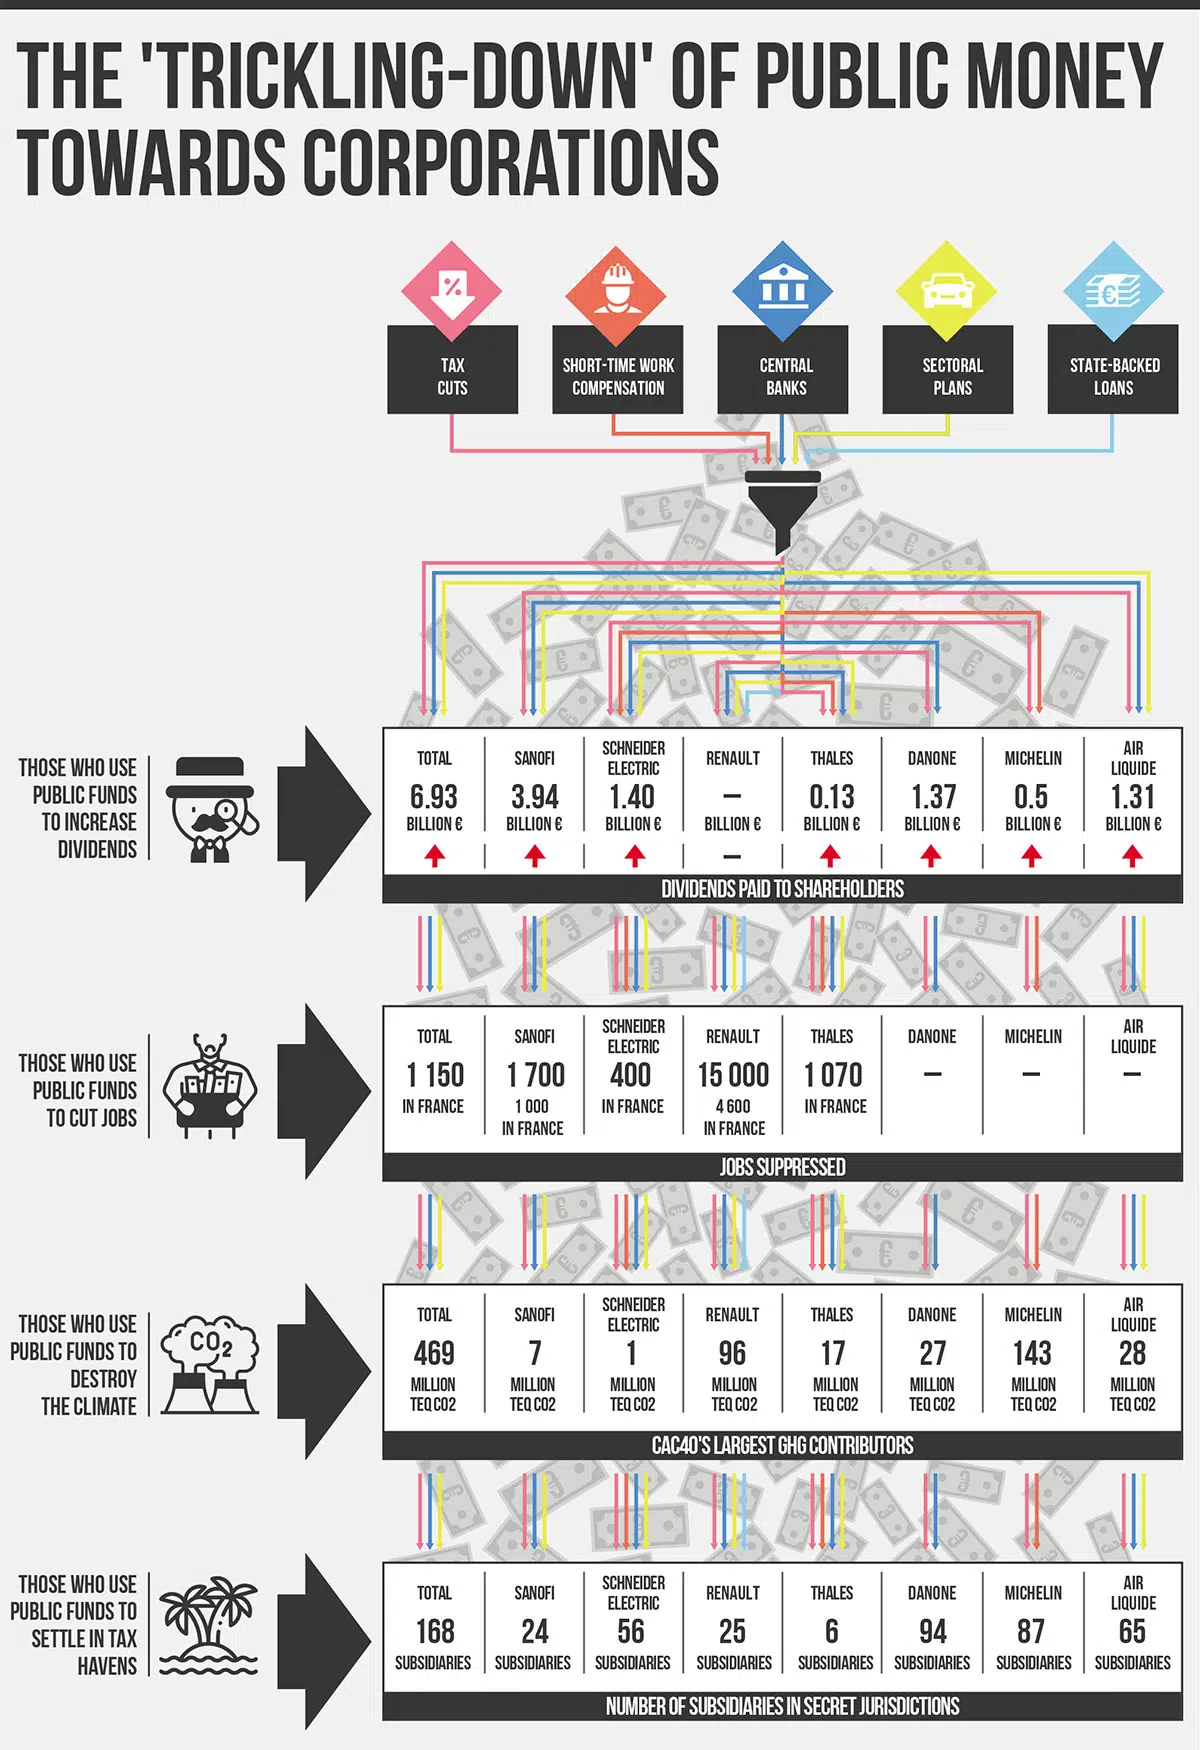 THE 'TRICKLING-DOWN' OF PUBLIC MONEY
TOWARDS CORPORATIONS
%
€
TAX
CUTS
SHORT-TIME WORK
COMPENSATION
CENTRAL
BANKS
SECTORAL
PLANS
STATE-BACKED
LOANS
THOSE WHO USE
PUBLIC FUNDS
TO INCREASE
DIVIDENDS
TOTAL
6.93
BILLION €
SANOFI
3.94
BILLION €
SCHNEIDER
ELECTRIC
1.40
BILLION €
RENAULT
–
BILLION €
–
THALES
0.13
BILLION €
DANONE
1.37
BILLION €
MICHELIN
0.5
BILLION €
AIR
LIQUIDE
1.31
BILLION €
DIVIDENDS PAID TO SHAREHOLDERS
THOSE WHO USE
PUBLIC FUNDS
TO CUT JOBS
TOTAL
1 150
IN FRANCE
SANOFI
1 700
1 000
IN FRANCE
SCHNEIDER
ELECTRIC
400
IN FRANCE
RENAULT
15 000
4 600
IN FRANCE
THALES
1 070
IN FRANCE
DANONE
–
MICHELIN
–
AIR
LIQUIDE
–
JOBS SUPPRESSED
THOSE WHO USE
PUBLIC FUNDS TO
DESTROY
THE CLIMATE
CO2
TOTAL
469
MILLION
TEQ CO2
SANOFI
7
MILLION
TEQ CO2
SCHNEIDER
ELECTRIC
1
MILLION
TEQ CO2
RENAULT
96
MILLION
TEQ CO2
THALES
17
MILLION
TEQ CO2
DANONE
27
MILLION
TEQ CO2
MICHELIN
143
MILLION
TEQ CO2
AIR
LIQUIDE
28
MILLION
TEQ CO2
CAC40'S LARGEST GHG CONTRIBUTORS
THOSE WHO USE
PUBLIC FUNDS TO
SETTLE IN TAX
HAVENS
TOTAL
168
SUBSIDIARIES
SANOFI
24
SUBSIDIARIES
SCHNEIDER
ELECTRIC
56
SUBSIDIARIES
RENAULT
25
SUBSIDIARIES
THALES
6
SUBSIDIARIES
DANONE
94
SUBSIDIARIES
MICHELIN
87
SUBSIDIARIES
AIR
LIQUIDE
65
SUBSIDIARIES
NUMBER OF SUBSIDIARIES IN SECRET JURISDICTIONS